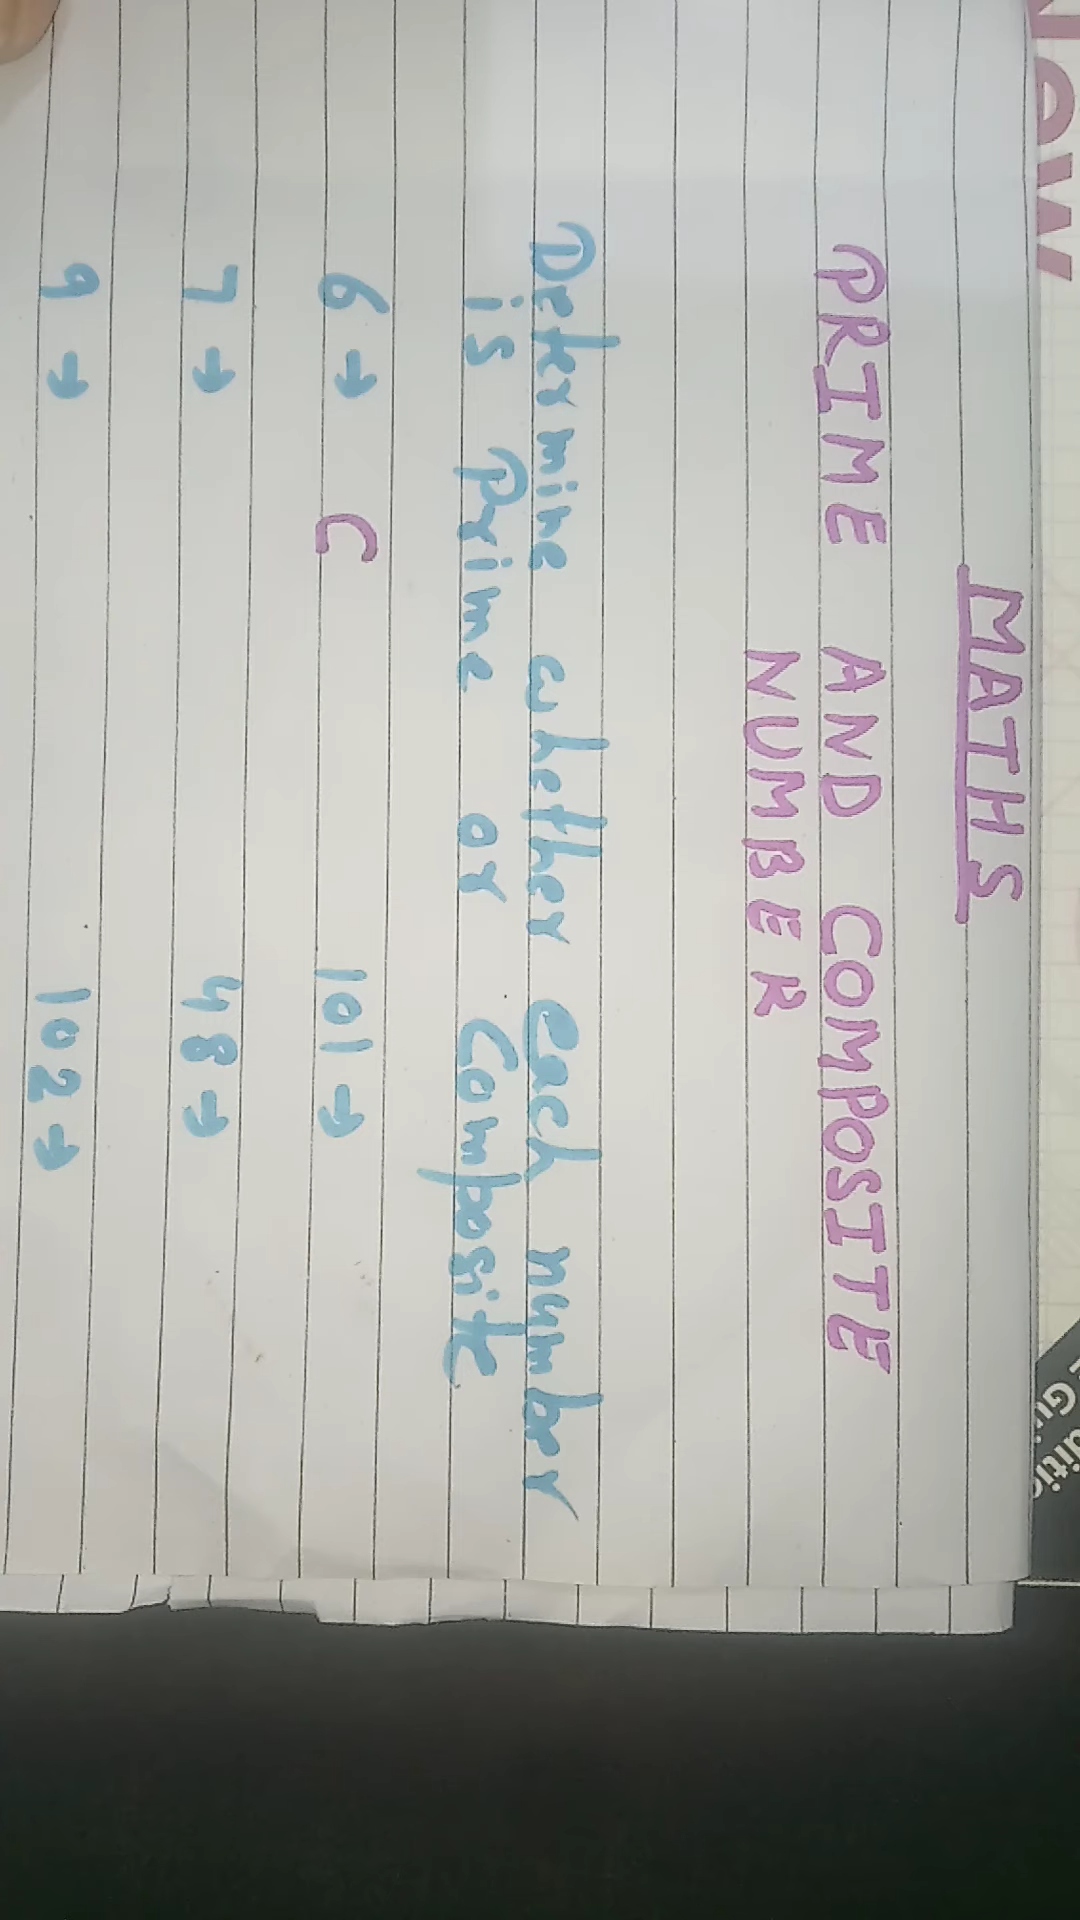 New
MATHS
PRIME AND COMPOSITE
NUMBER
Determine whether each number
is Prime or Composite
6 → C 101 →
7 → 48 →
9 → 102 →